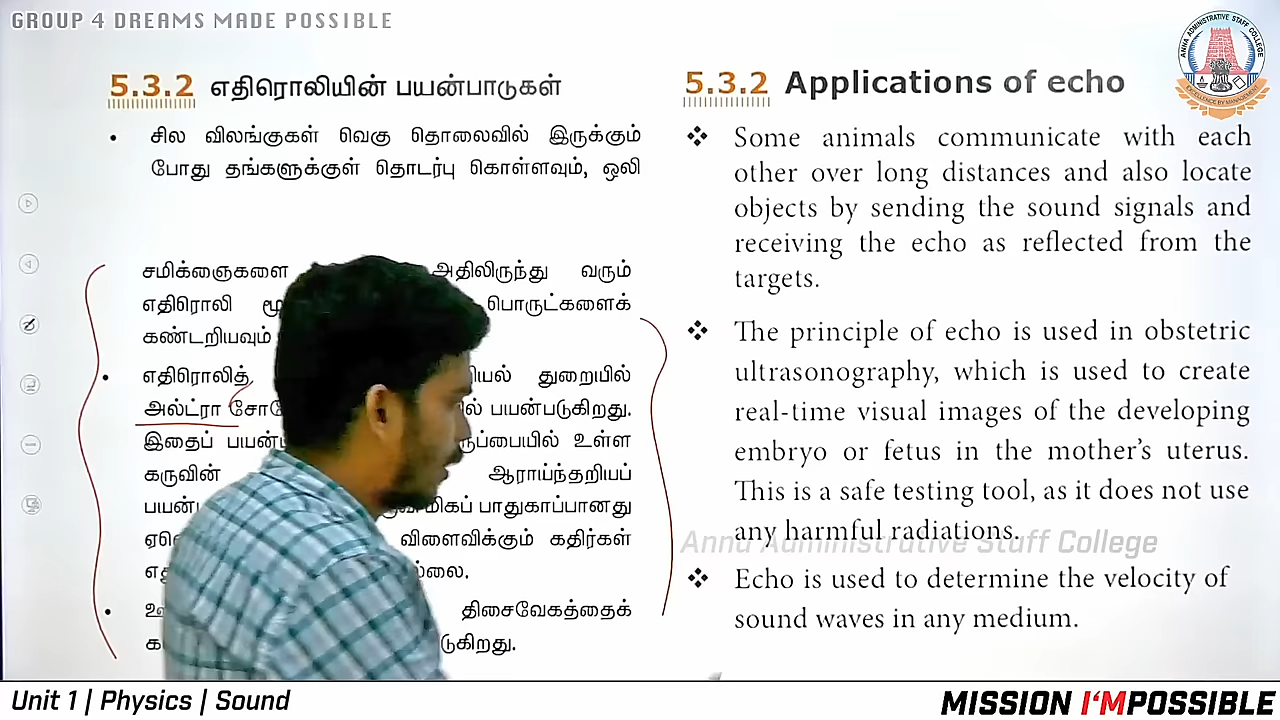 GROUP 4 DREAMS MADE POSSIBLE
ANNA ADMINISTRATIVE STAFF COLLEGE
EXCELLENCE BY MANAGEMENT
5.3.2 எதிரொலியின் பயன்பாடுகள்
• சில விலங்குகள் வெகு தொலைவில் இருக்கும்
போது தங்களுக்குள் தொடர்பு கொள்ளவும், ஒலி
சமிக்ஞைகளை அதிலிருந்து வரும்
எதிரொலி பொருட்களைக்
கண்டறியவும்
• எதிரொலித் துறையில்
அல்ட்ரா பயன்படுகிறது.
இதைப் உள்ள
கருவின் ஆராய்ந்தறியப்
பாதுகாப்பானது
விளைவிக்கும் கதிர்கள்
• திசைவேகத்தைக்
5.3.2 Applications of echo
❖ Some animals communicate with each
other over long distances and also locate
objects by sending the sound signals and
receiving the echo as reflected from the
targets.
❖ The principle of echo is used in obstetric
ultrasonography, which is used to create
real-time visual images of the developing
embryo or fetus in the mother's uterus.
This is a safe testing tool, as it does not use
any harmful radiations.
Anna Administrative Staff College
❖ Echo is used to determine the velocity of
sound waves in any medium.
Unit 1 | Physics | Sound
MISSION I'MPOSSIBLE